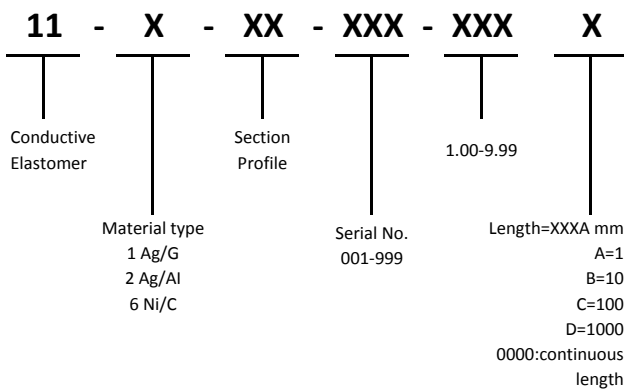 11 - X - XX - XXX - XXX X
Conductive
Elastomer
Section
Profile
1.00-9.99
Material type
1 Ag/G
2 Ag/Al
6 Ni/C
Serial No.
001-999
Length=XXXA mm
A=1
B=10
C=100
D=1000
0000:continuous
length